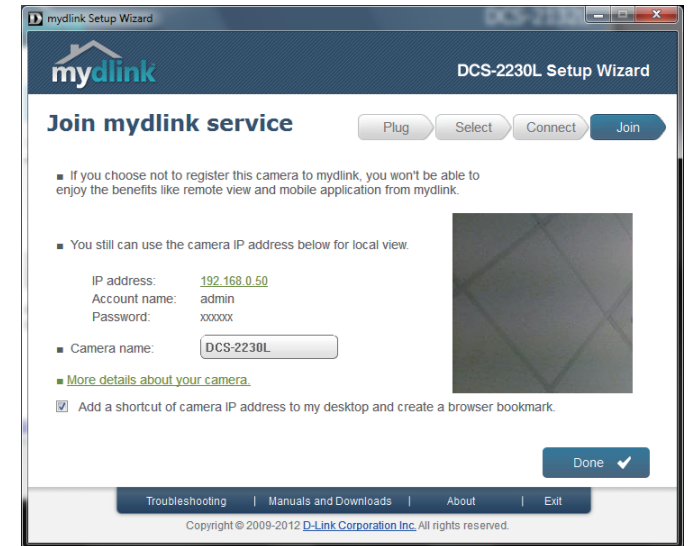 mydlink Setup Wizard
mydlink
DCS-2230L Setup Wizard
Join mydlink service
Plug
Select
Connect
Join
If you choose not to register this camera to mydlink, you won't be able to
enjoy the benefits like remote view and mobile application from mydlink.
You still can use the camera IP address below for local view.
IP address: 192.168.0.50
Account name: admin
Password: xxxxxx
Camera name: DCS-2230L
More details about your camera.
Add a shortcut of camera IP address to my desktop and create a browser bookmark.
Done
Troubleshooting | Manuals and Downloads | About | Exit
Copyright © 2009-2012 D-Link Corporation Inc. All rights reserved.